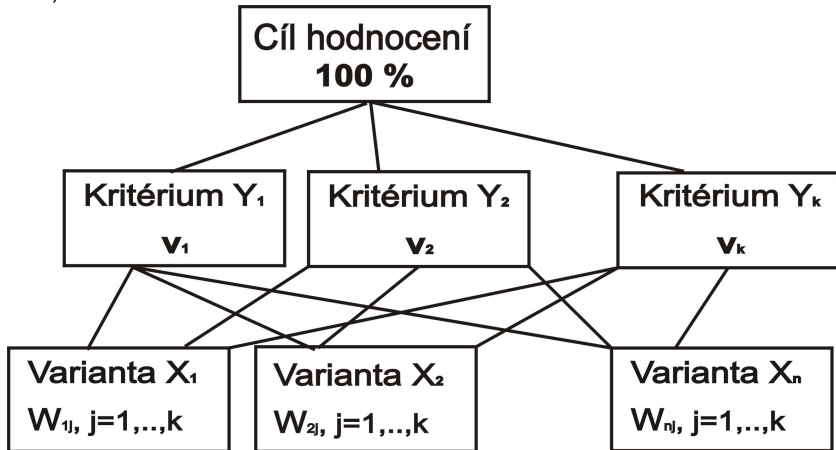 Cíl hodnocení
100 %
Kritérium Y₁
Kritérium Y₂
Kritérium Yₖ
v₁
v₂
vₖ
Varianta X₁
Varianta X₂
Varianta Xₙ
W₁ⱼ, j=1,..,k
W₂ⱼ, j=1,..,k
Wₙⱼ, j=1,..,k